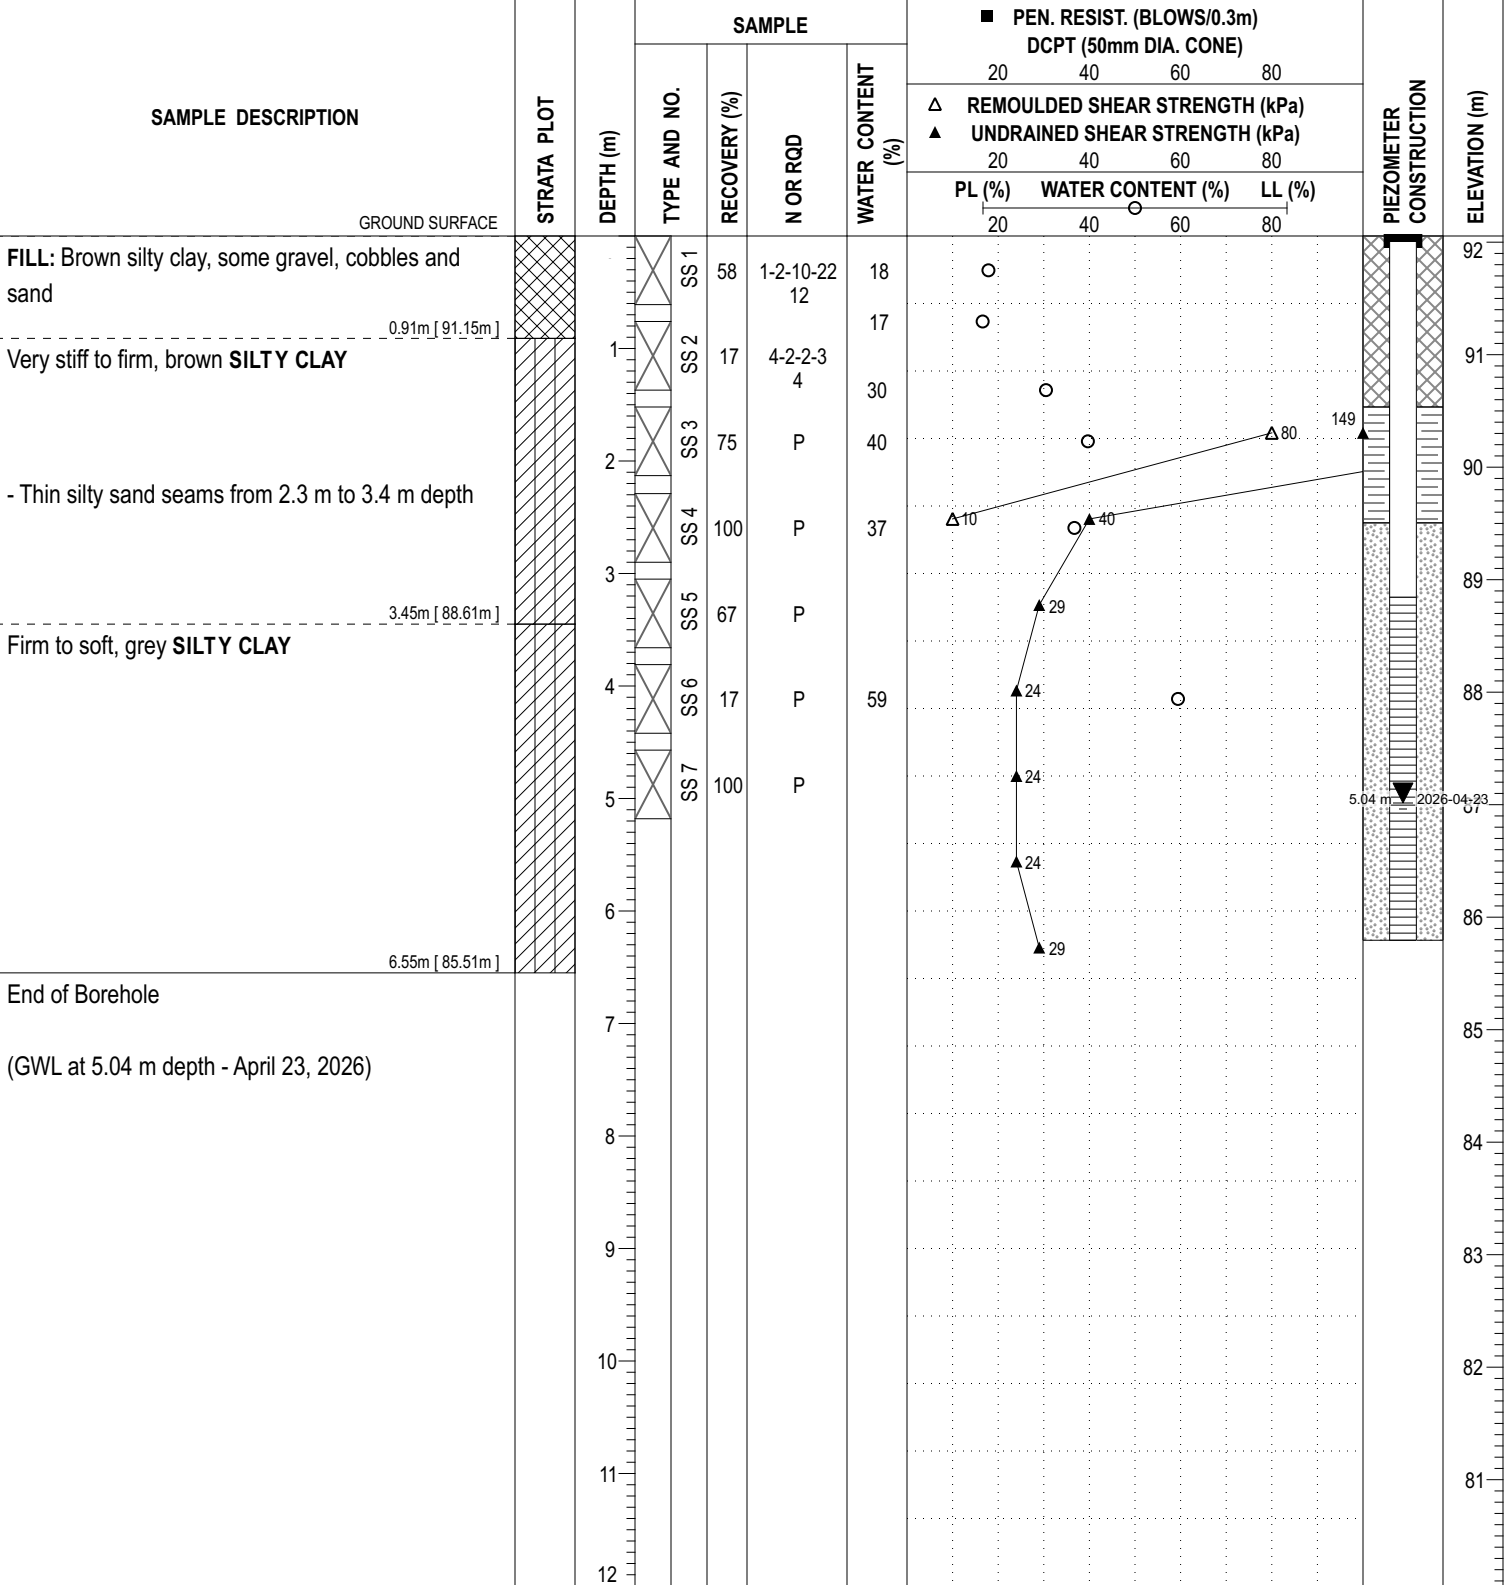 SAMPLE DESCRIPTION
GROUND SURFACE
STRATA PLOT
DEPTH (m)
SAMPLE
TYPE AND NO.
RECOVERY (%)
N OR RQD
WATER CONTENT
(%)
■ PEN. RESIST. (BLOWS/0.3m)
DCPT (50mm DIA. CONE)
20 40 60 80
△ REMOULDED SHEAR STRENGTH (kPa)
▲ UNDRAINED SHEAR STRENGTH (kPa)
20 40 60 80
PL (%) WATER CONTENT (%) LL (%)
20 40 60 80
PIEZOMETER
CONSTRUCTION
ELEVATION (m)
FILL: Brown silty clay, some gravel, cobbles and
sand
0.91m [ 91.15m ]
Very stiff to firm, brown SILTY CLAY
- Thin silty sand seams from 2.3 m to 3.4 m depth
3.45m [ 88.61m ]
Firm to soft, grey SILTY CLAY
6.55m [ 85.51m ]
End of Borehole
(GWL at 5.04 m depth - April 23, 2026)
1
2
3
4
5
6
7
8
9
10
11
12
SS 1 58 1-2-10-22 18
12
17
SS 2 17 4-2-2-3
4
30
SS 3 75 P 40
SS 4 100 P 37
SS 5 67 P
SS 6 17 P 59
SS 7 100 P
149
80
10
40
29
24
24
24
29
5.04 m
2026-04-23
92
91
90
89
88
87
86
85
84
83
82
81